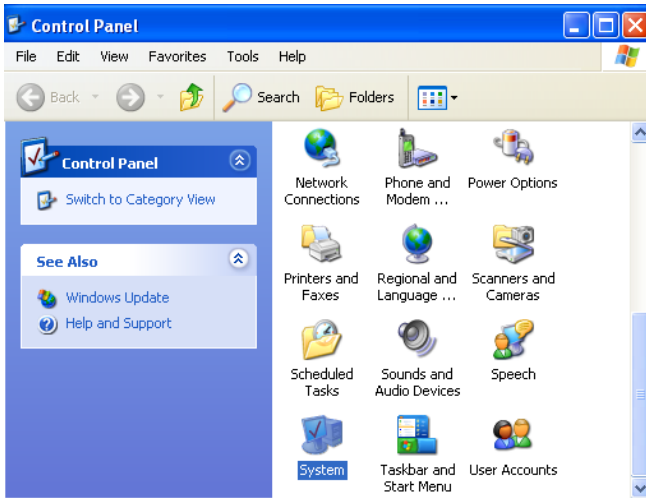 Control Panel
File Edit View Favorites Tools Help
Back Search Folders
Control Panel
Switch to Category View
See Also
Windows Update
Help and Support
Network
Connections
Phone and
Modem ...
Power Options
Printers and
Faxes
Regional and
Language ...
Scanners and
Cameras
Scheduled
Tasks
Sounds and
Audio Devices
Speech
System
Taskbar and
Start Menu
User Accounts